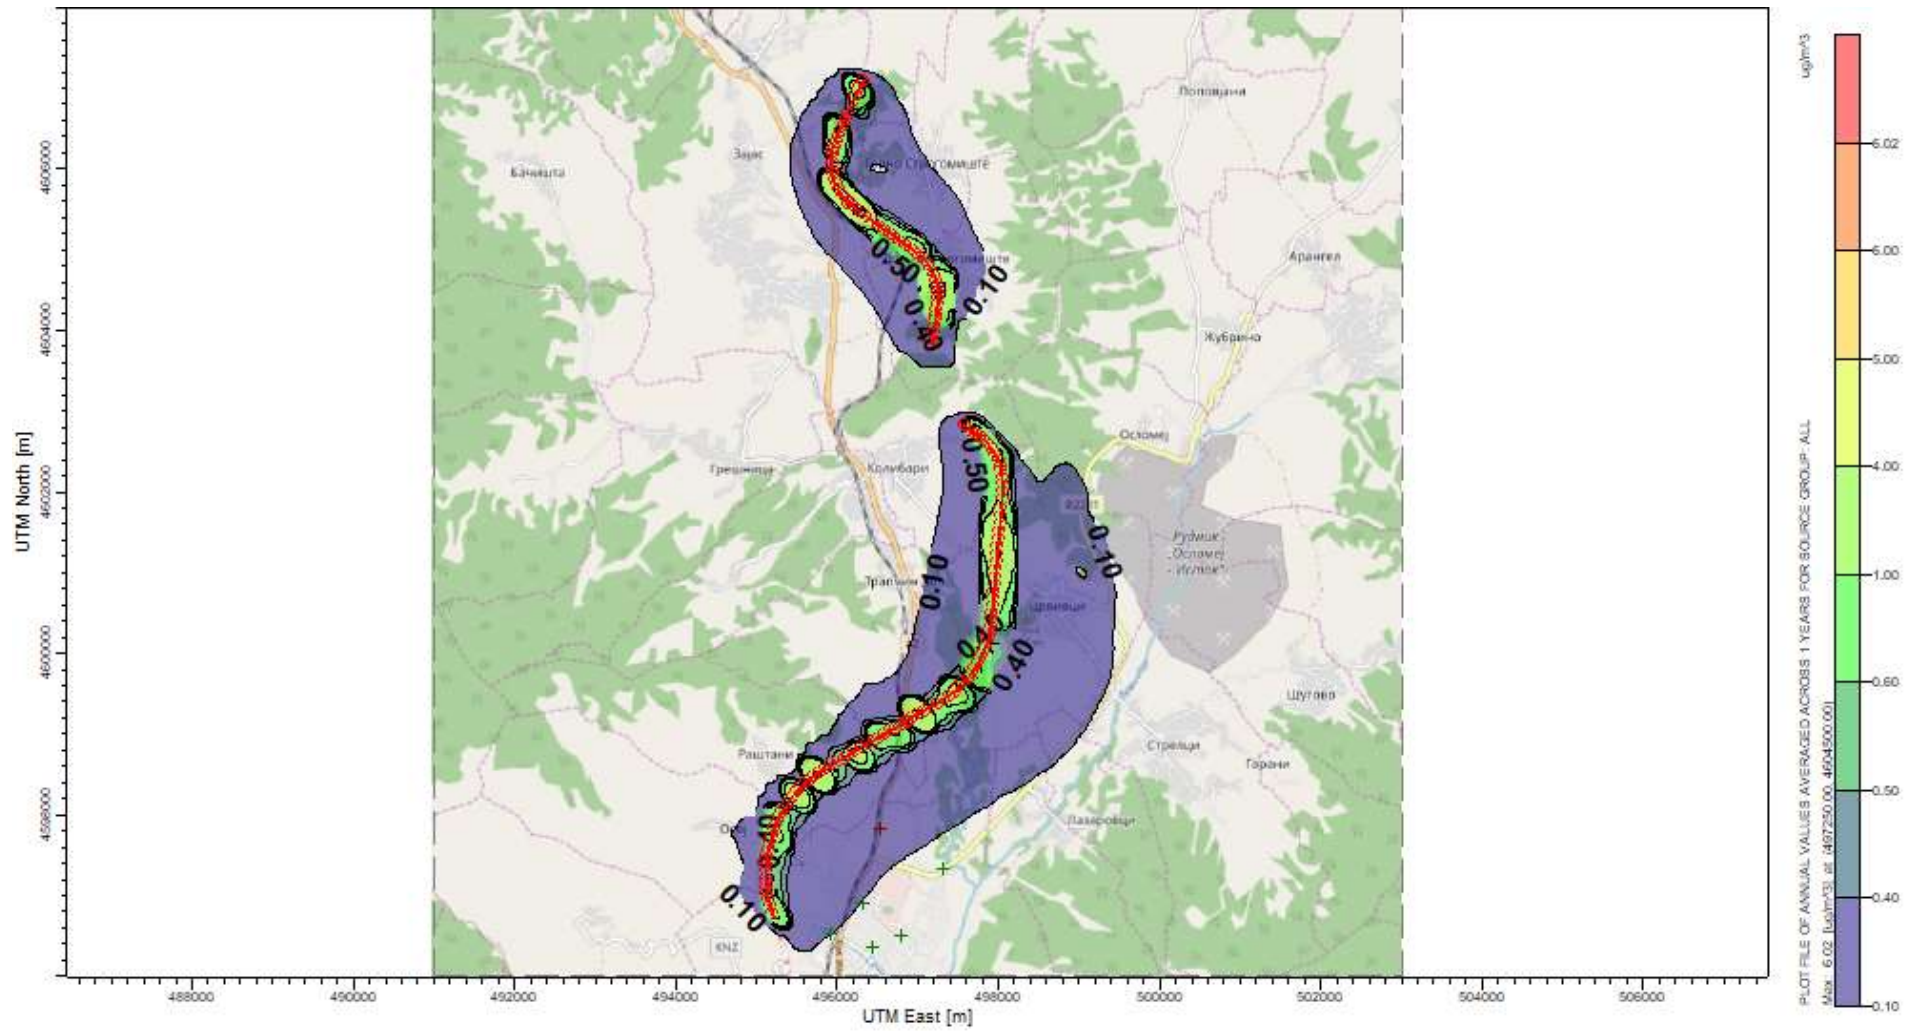 ug/m^3
Поповјани
Зајас
Бачишта
4606000
0.50
0.10
Арангел
0.40
4604000
Жубрино
6.02
6.00
5.00
4.00
1.00
0.60
0.50
0.40
0.10
Осломеј
Грешница
Колибари
0.50
4602000
UTM North [m]
0.10
Рудник
Осломеј
- Исток"
0.10
Црвивци
0.40
4600000
Шутово
Раштани
Стрелци
Гарани
4598000
Лазаровци
0.10
KNZ
488000
490000
492000
494000
496000
498000
500000
502000
504000
506000
UTM East [m]
PLOT FILE OF ANNUAL VALUES AVERAGED ACROSS 1 YEARS FOR SOURCE GROUP: ALL
Max: 6.02 [ug/m^3] at (497250.00, 4604500.00)